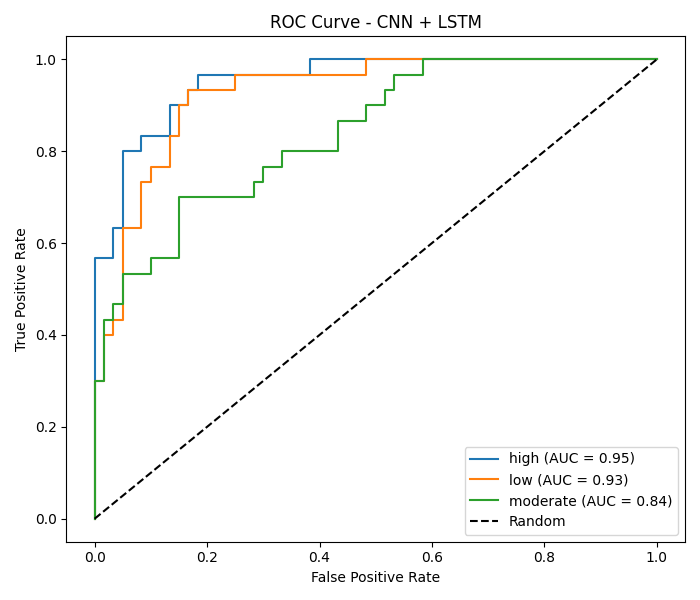 ROC Curve - CNN + LSTM
1.0
0.8
0.6
0.4
0.2
0.0
True Positive Rate
0.0 0.2 0.4 0.6 0.8 1.0
False Positive Rate
high (AUC = 0.95)
low (AUC = 0.93)
moderate (AUC = 0.84)
Random